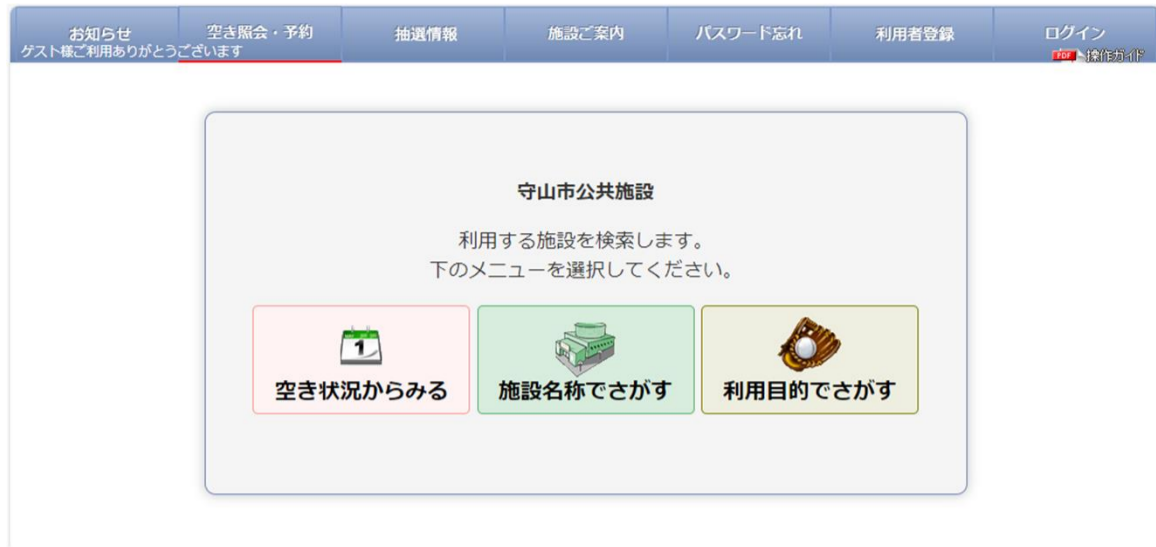 お知らせ
空き照会・予約
抽選情報
施設ご案内
パスワード忘れ
利用者登録
ログイン
ゲスト様ご利用ありがとうございます
PDF 操作ガイド
守山市公共施設
利用する施設を検索します。
下のメニューを選択してください。
1
空き状況からみる
施設名称でさがす
利用目的でさがす